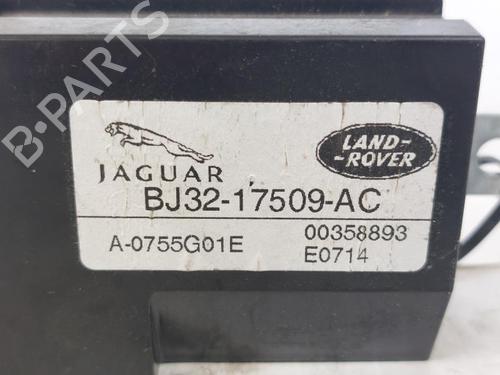 B-PARTS
JAGUAR
LAND-
-ROVER
BJ32-17509-AC
A-0755G01E
00358893
E0714